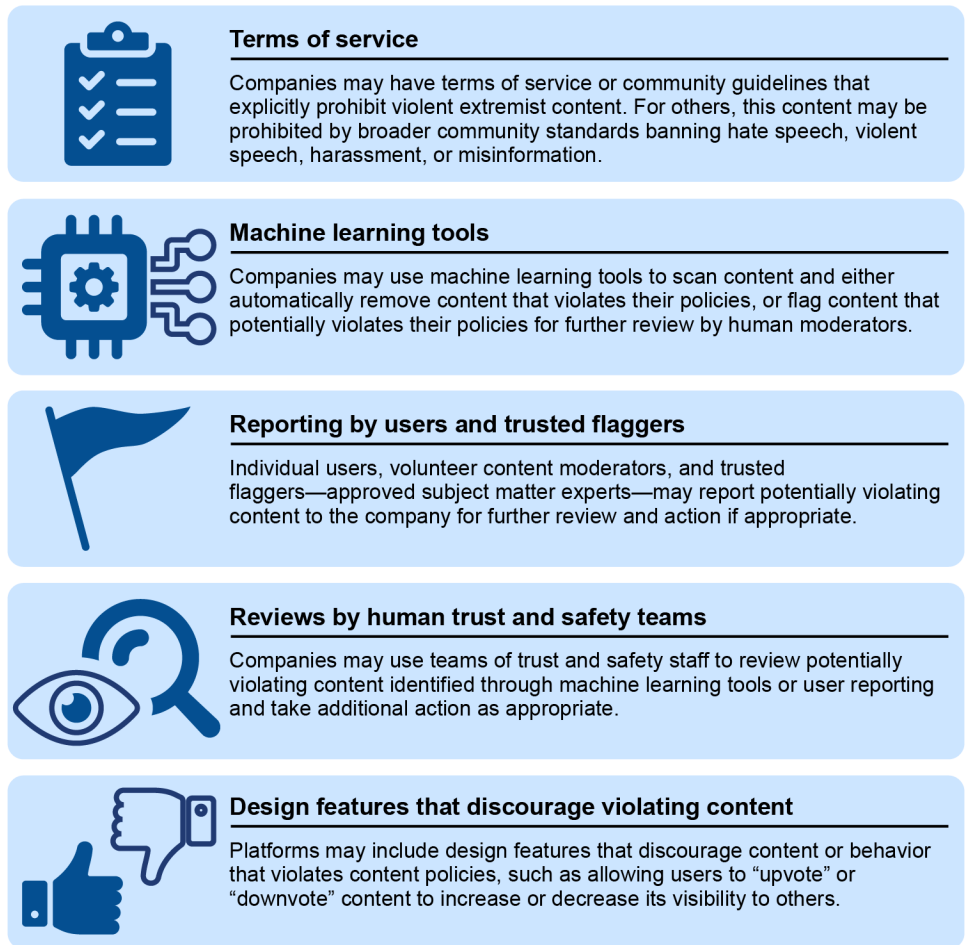 Terms of service
Companies may have terms of service or community guidelines that
explicitly prohibit violent extremist content. For others, this content may be
prohibited by broader community standards banning hate speech, violent
speech, harassment, or misinformation.
Machine learning tools
Companies may use machine learning tools to scan content and either
automatically remove content that violates their policies, or flag content that
potentially violates their policies for further review by human moderators.
Reporting by users and trusted flaggers
Individual users, volunteer content moderators, and trusted
flaggers—approved subject matter experts—may report potentially violating
content to the company for further review and action if appropriate.
Reviews by human trust and safety teams
Companies may use teams of trust and safety staff to review potentially
violating content identified through machine learning tools or user reporting
and take additional action as appropriate.
Design features that discourage violating content
Platforms may include design features that discourage content or behavior
that violates content policies, such as allowing users to “upvote” or
“downvote” content to increase or decrease its visibility to others.